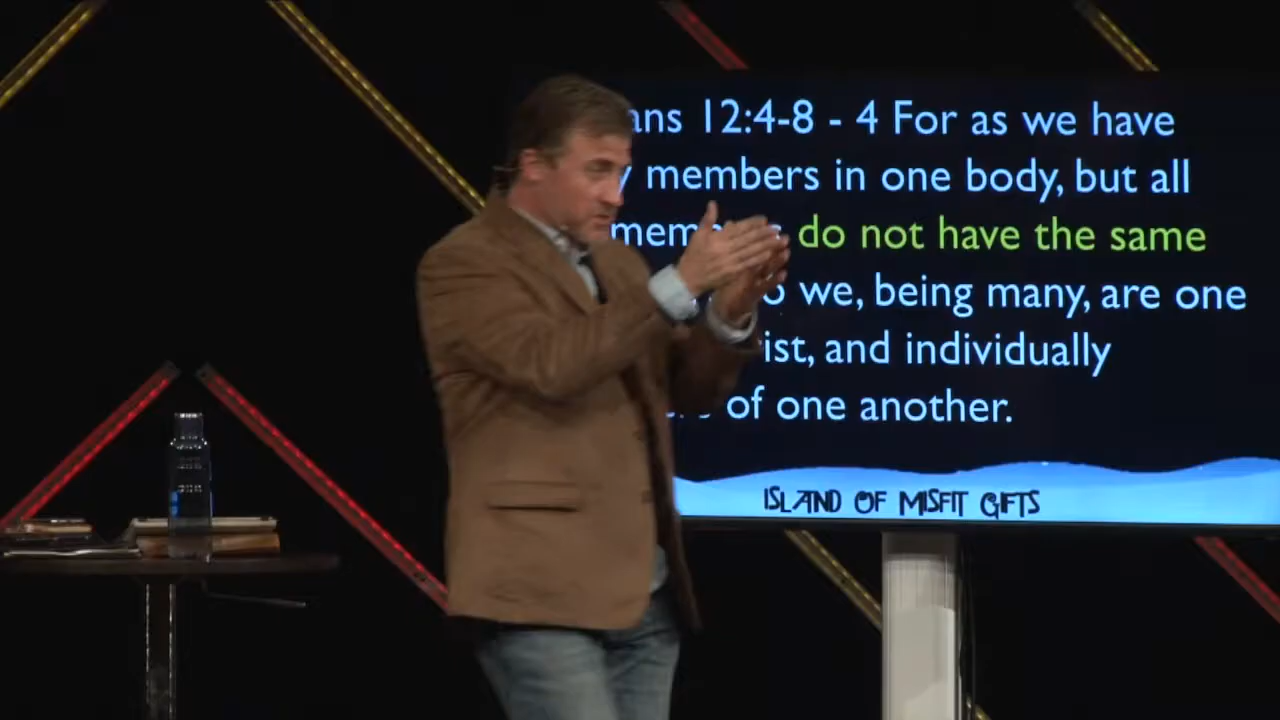 ans 12:4-8 - 4 For as we have
members in one body, but all
do not have the same
we, being many, are one
ist, and individually
of one another.
ISLAND OF MISFIT GIFTS